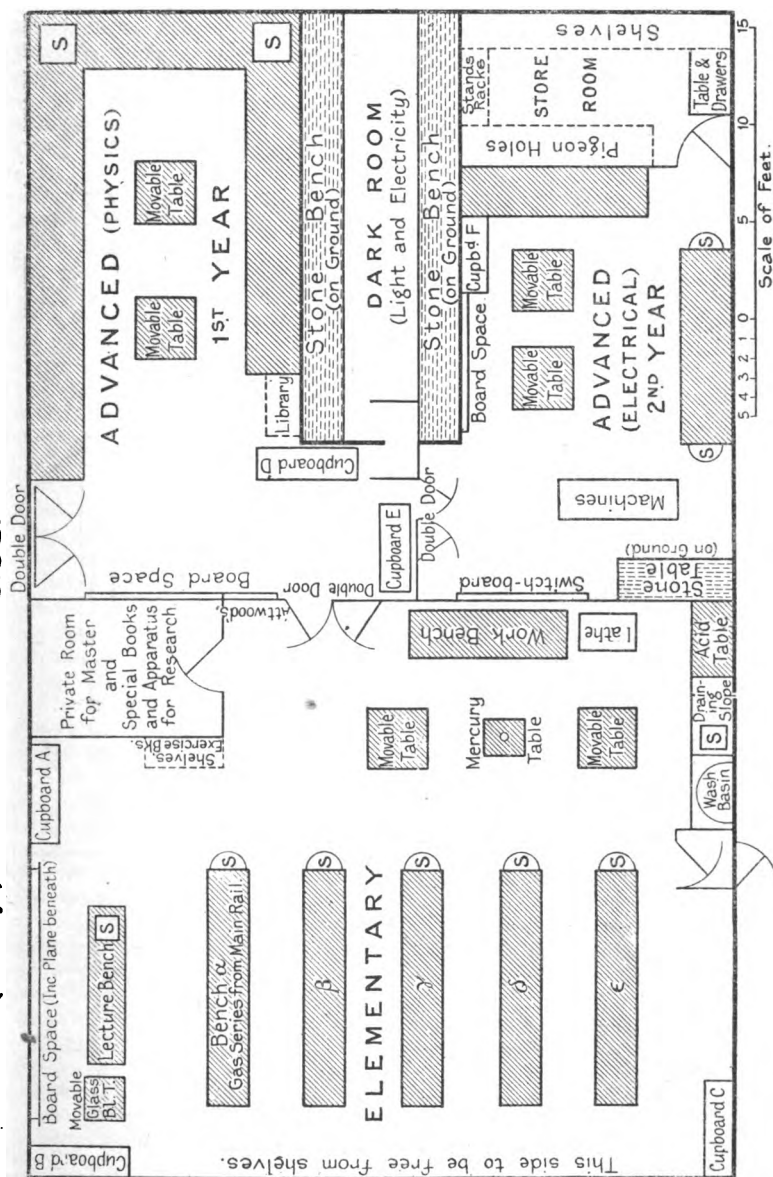 S
S
ADVANCED (PHYSICS)
1ST YEAR
Movable
Table
Movable
Table
Library
Stone Bench
(on Ground)
DARK ROOM
(Light and Electricity)
Stone Bench
(on Ground)
Shelves
Stands
Racks
STORE
ROOM
Table &
Drawers
Pigeon Holes
Cupbd F
Board Space
Movable
Table
Movable
Table
ADVANCED
(ELECTRICAL)
2ND YEAR
S
S
Machines
Double Door
Cupboard D
Cupboard E
Double Door
Board Space
Attwood's
Double Door
Switch-board
Stone
Table
(on Ground)
Private Room
for Master
and
Special Books
and Apparatus
for Research
Shelves.
Exercise Bks.
Work Bench
Lathe
Acid
Table
Drain-
ing
Slope
S
Wash
Basin
Movable
Table
Mercury
Table
Movable
Table
Cupboard A
Board Space (Inc Plane beneath)
Lecture Bench
S
Movable
Glass
Bl. T.
Cupboard B
Bench α
Gas Series from Main Rail.
S
β
S
ELEMENTARY
γ
S
δ
S
ε
S
Cupboard C
This side to be free from shelves.
5 4 3 2 1 0 5 10 15
Scale of Feet.